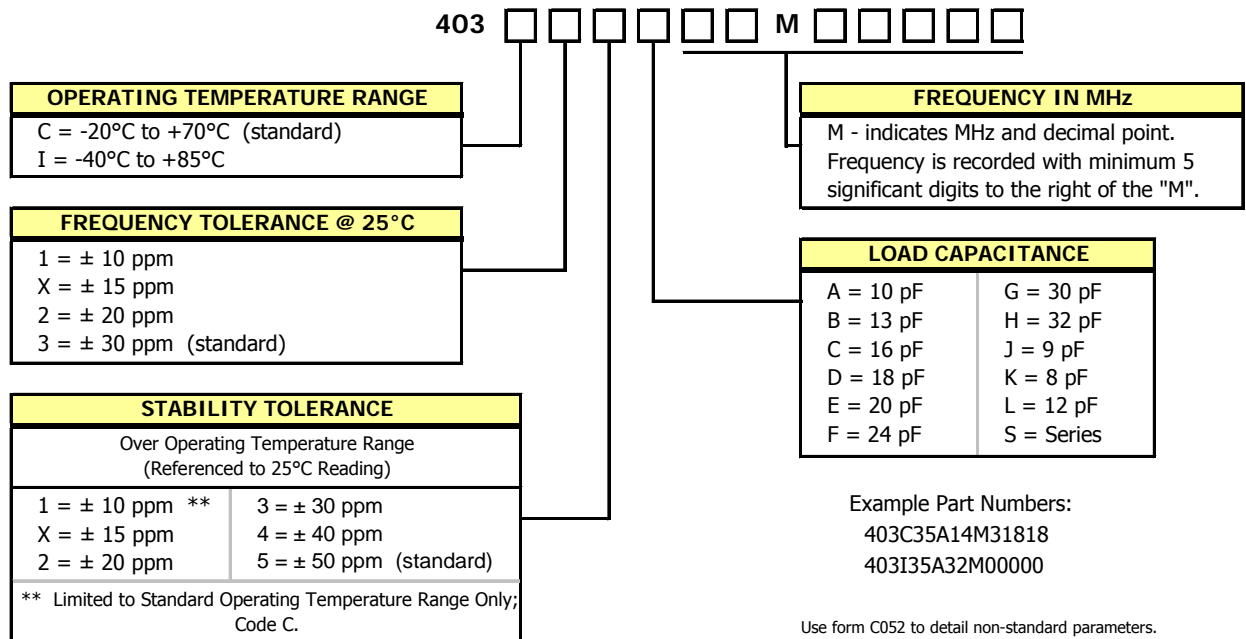 403 M
OPERATING TEMPERATURE RANGE
C = -20°C to +70°C (standard)
I = -40°C to +85°C
FREQUENCY TOLERANCE @ 25°C
1 = ± 10 ppm
X = ± 15 ppm
2 = ± 20 ppm
3 = ± 30 ppm (standard)
STABILITY TOLERANCE
Over Operating Temperature Range
(Referenced to 25°C Reading)
1 = ± 10 ppm **
X = ± 15 ppm
2 = ± 20 ppm
3 = ± 30 ppm
4 = ± 40 ppm
5 = ± 50 ppm (standard)
** Limited to Standard Operating Temperature Range Only;
Code C.
FREQUENCY IN MHz
M - indicates MHz and decimal point.
Frequency is recorded with minimum 5
significant digits to the right of the "M".
LOAD CAPACITANCE
A = 10 pF
B = 13 pF
C = 16 pF
D = 18 pF
E = 20 pF
F = 24 pF
G = 30 pF
H = 32 pF
J = 9 pF
K = 8 pF
L = 12 pF
S = Series
Example Part Numbers:
403C35A14M31818
403I35A32M00000
Use form C052 to detail non-standard parameters.